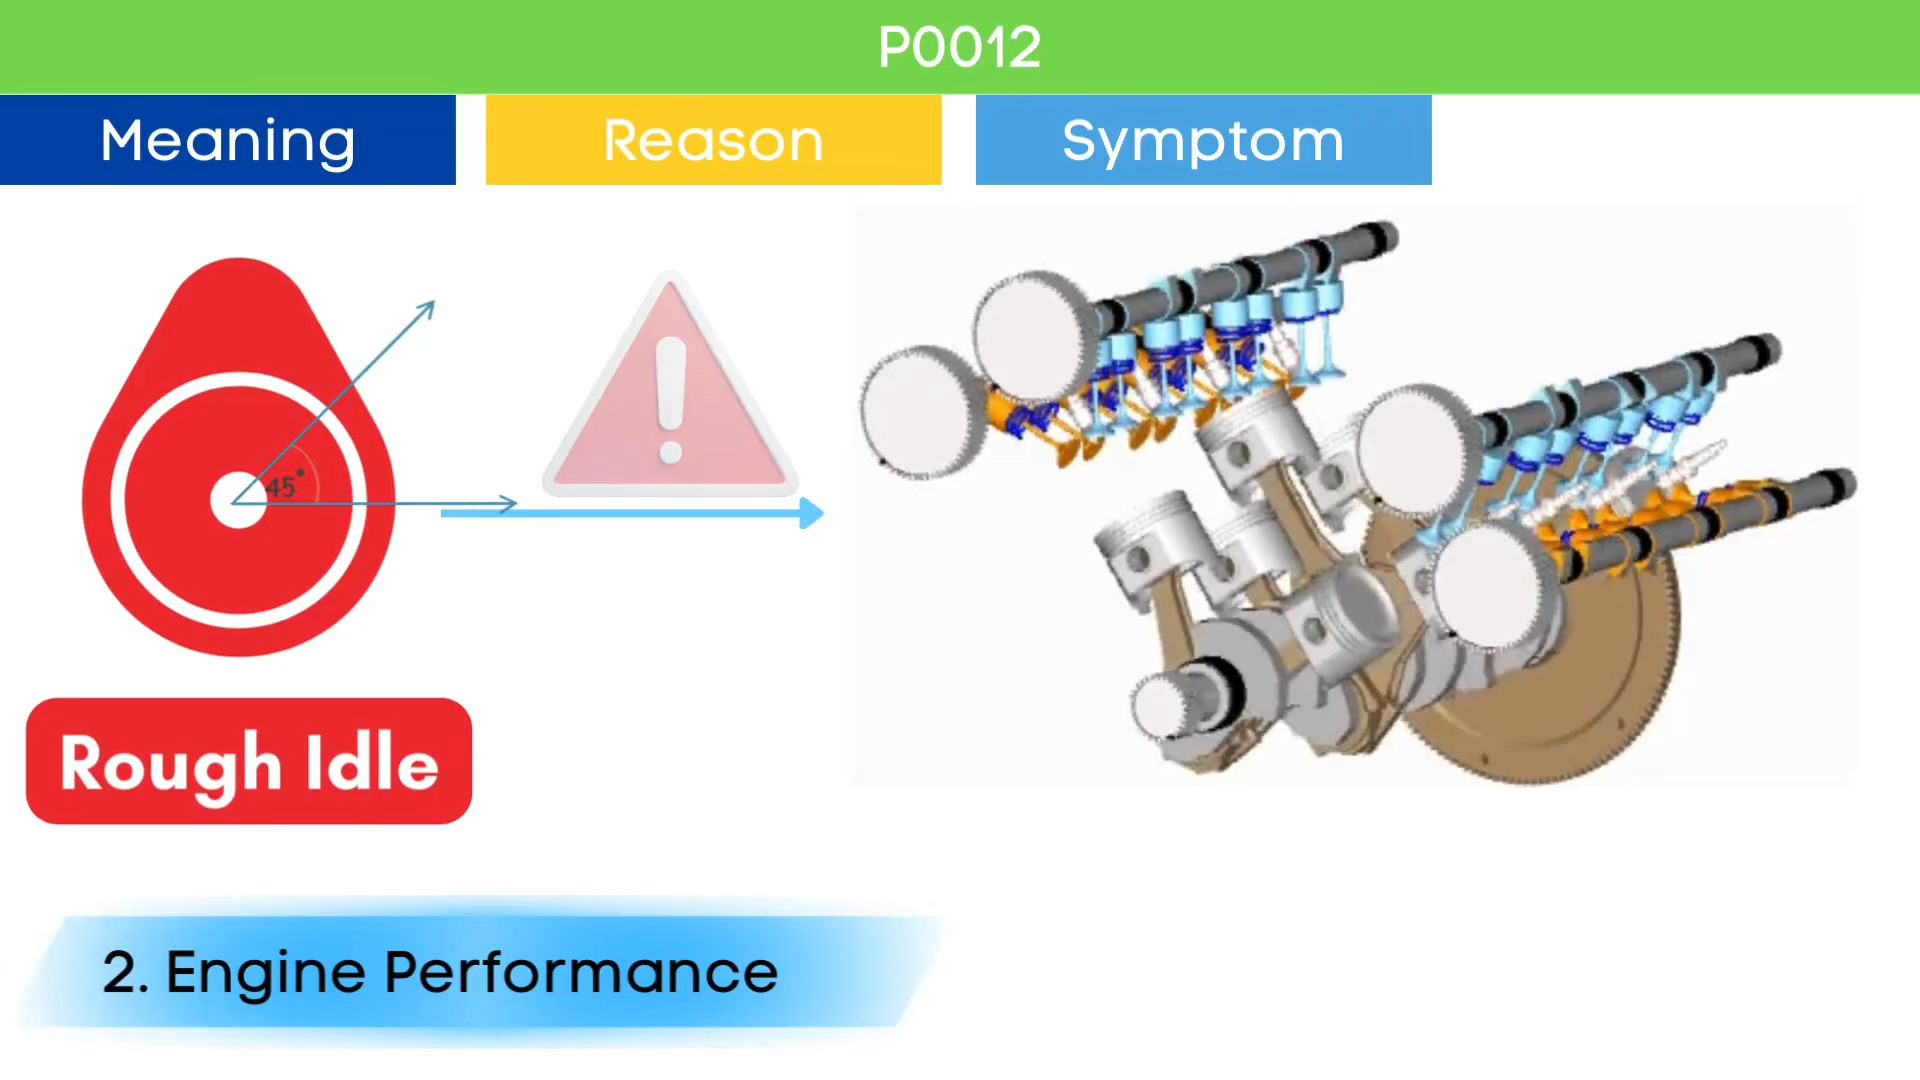 P0012
Meaning
Reason
Symptom
45°
Rough Idle
2. Engine Performance